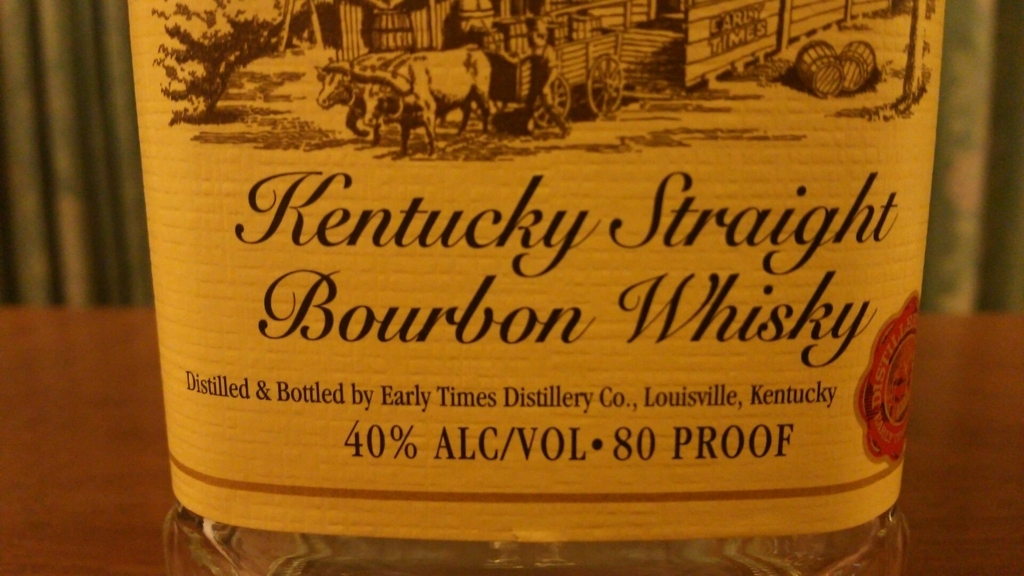 EARLY
TIMES
Kentucky Straight
Bourbon Whisky
Distilled & Bottled by Early Times Distillery Co., Louisville, Kentucky
40% ALC/VOL • 80 PROOF